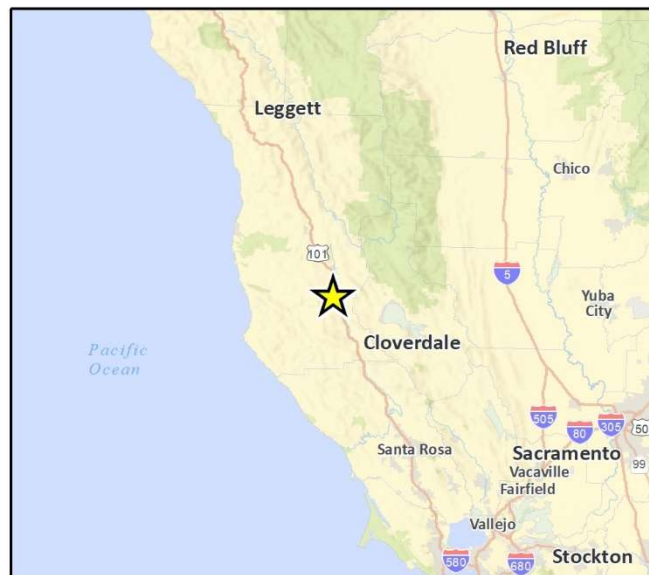 Red Bluff
Leggett
Chico
101
5
Yuba
City
Pacific
Ocean
Cloverdale
505
80
305
50
Santa Rosa
Sacramento
99
Vacaville
Fairfield
Vallejo
580
680
Stockton